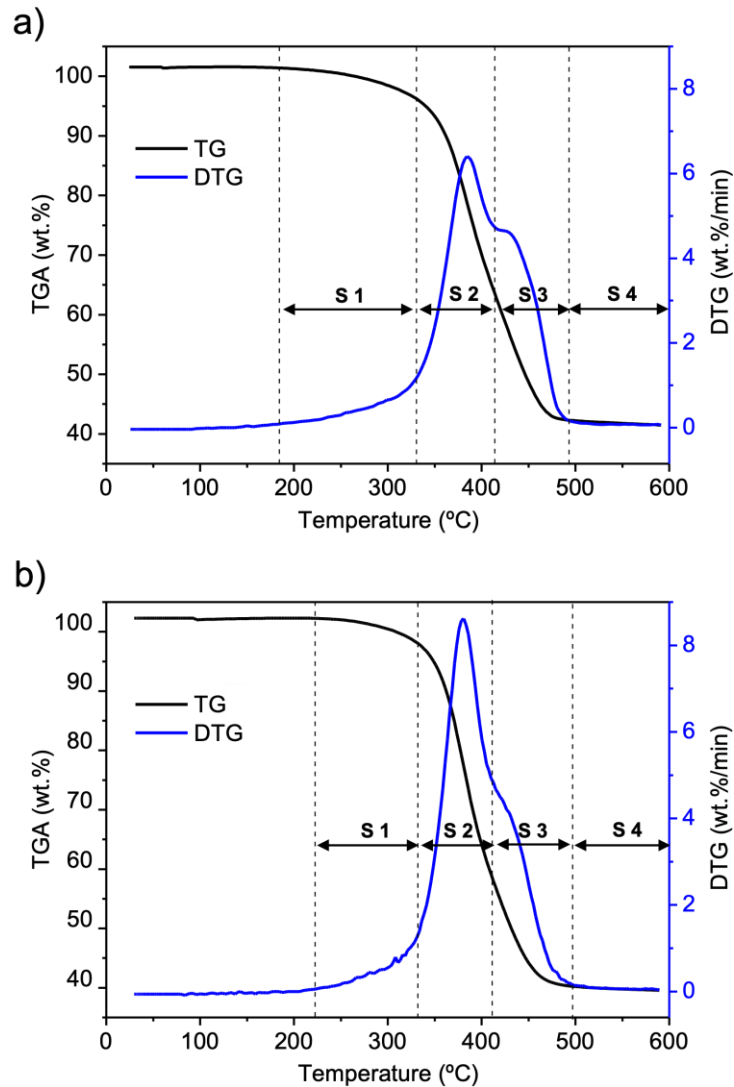 a)
TGA (wt.%)
100
90
80
70
60
50
40
TG
DTG
S 1
S 2
S 3
S 4
8
6
4
2
0
DTG (wt.%/min)
0 100 200 300 400 500 600
Temperature (ºC)
b)
TGA (wt.%)
100
90
80
70
60
50
40
TG
DTG
S 1
S 2
S 3
S 4
8
6
4
2
0
DTG (wt.%/min)
0 100 200 300 400 500 600
Temperature (ºC)